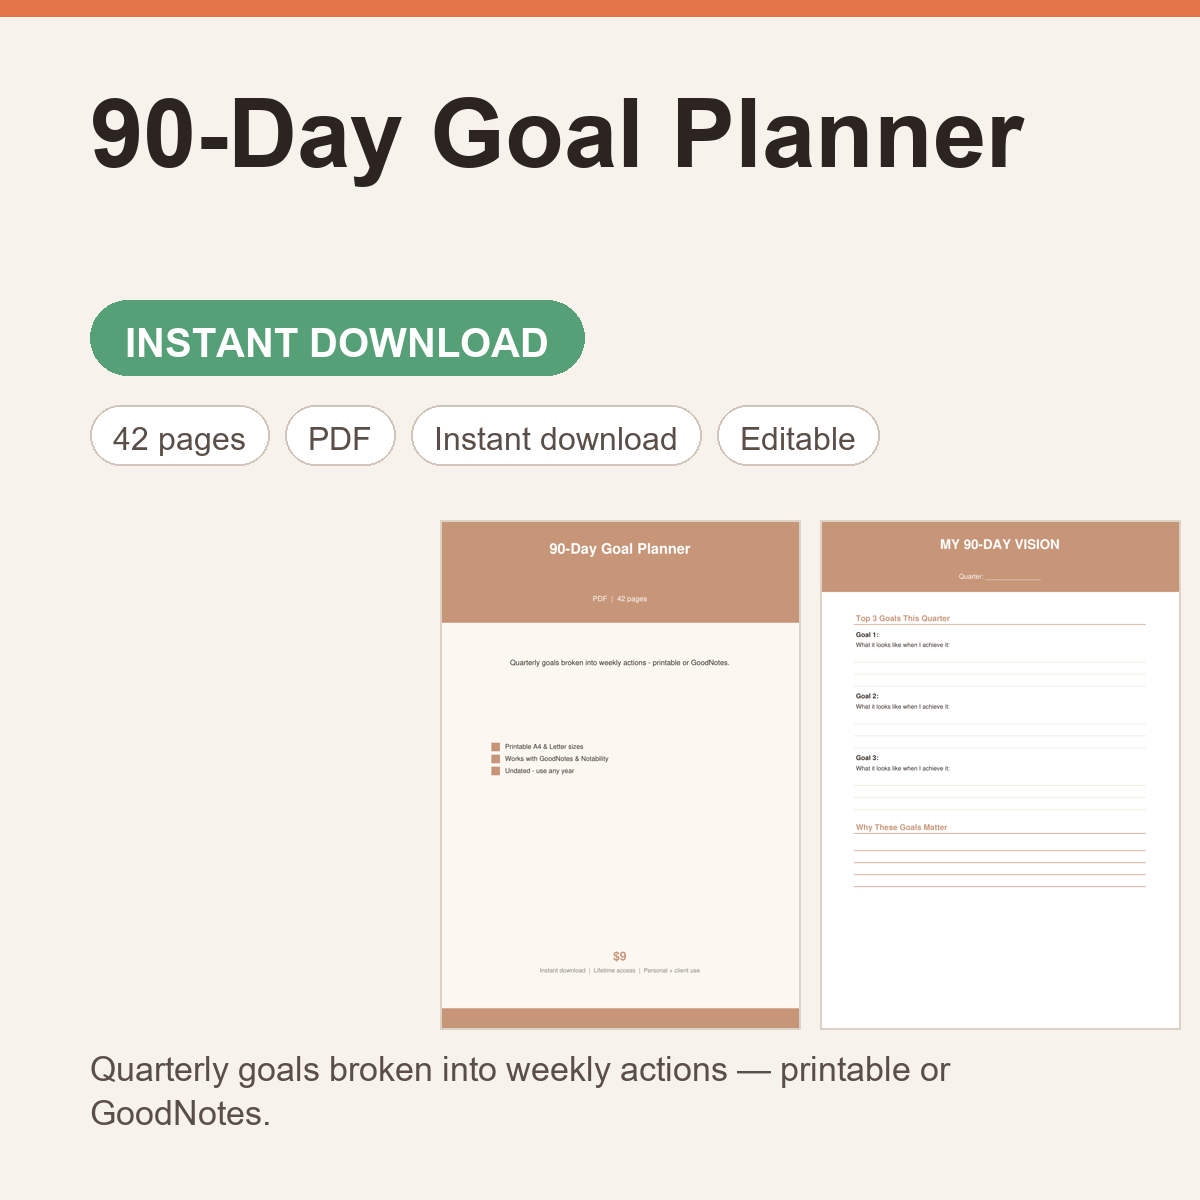 90-Day Goal Planner
INSTANT DOWNLOAD
42 pages
PDF
Instant download
Editable
90-Day Goal Planner
PDF | 42 pages
Quarterly goals broken into weekly actions - printable or GoodNotes.
Printable A4 & Letter sizes
Works with GoodNotes & Notability
Undated - use any year
$9
Instant download | Lifetime access | Personal + client use
MY 90-DAY VISION
Quarter: _______________
Top 3 Goals This Quarter
Goal 1:
What it looks like when I achieve it:
Goal 2:
What it looks like when I achieve it:
Goal 3:
What it looks like when I achieve it:
Why These Goals Matter
Quarterly goals broken into weekly actions — printable or
GoodNotes.